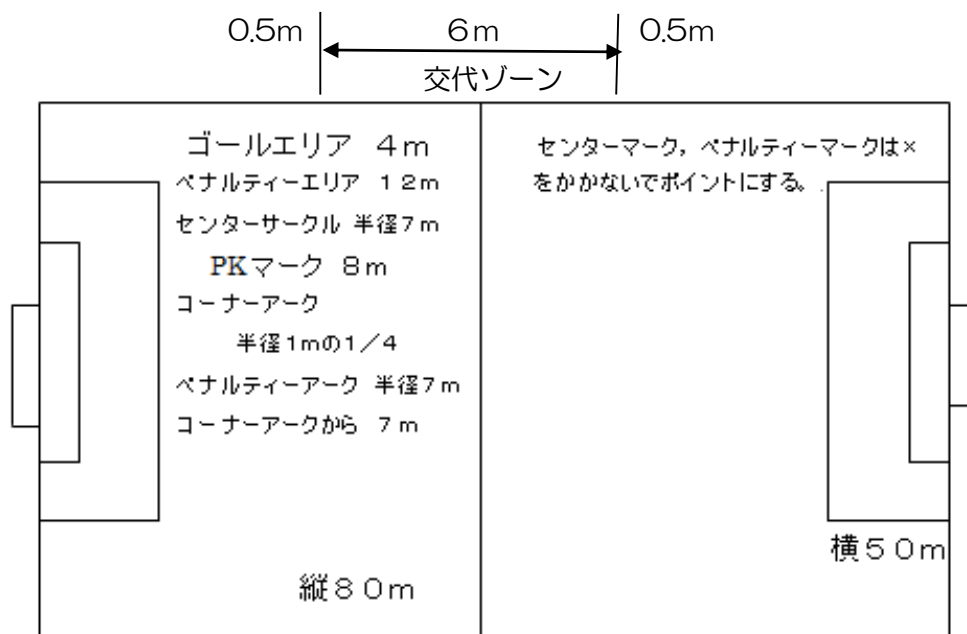 0.5m 6m 0.5m
交代ゾーン
ゴールエリア 4m
ペナルティーエリア 12m
センターサークル 半径7m
PKマーク 8m
コーナーアーク
半径1mの1/4
ペナルティーアーク 半径7m
コーナーアークから 7m
センターマーク,ペナルティーマークは×
をかかないでポイントにする。
横50m
縦80m